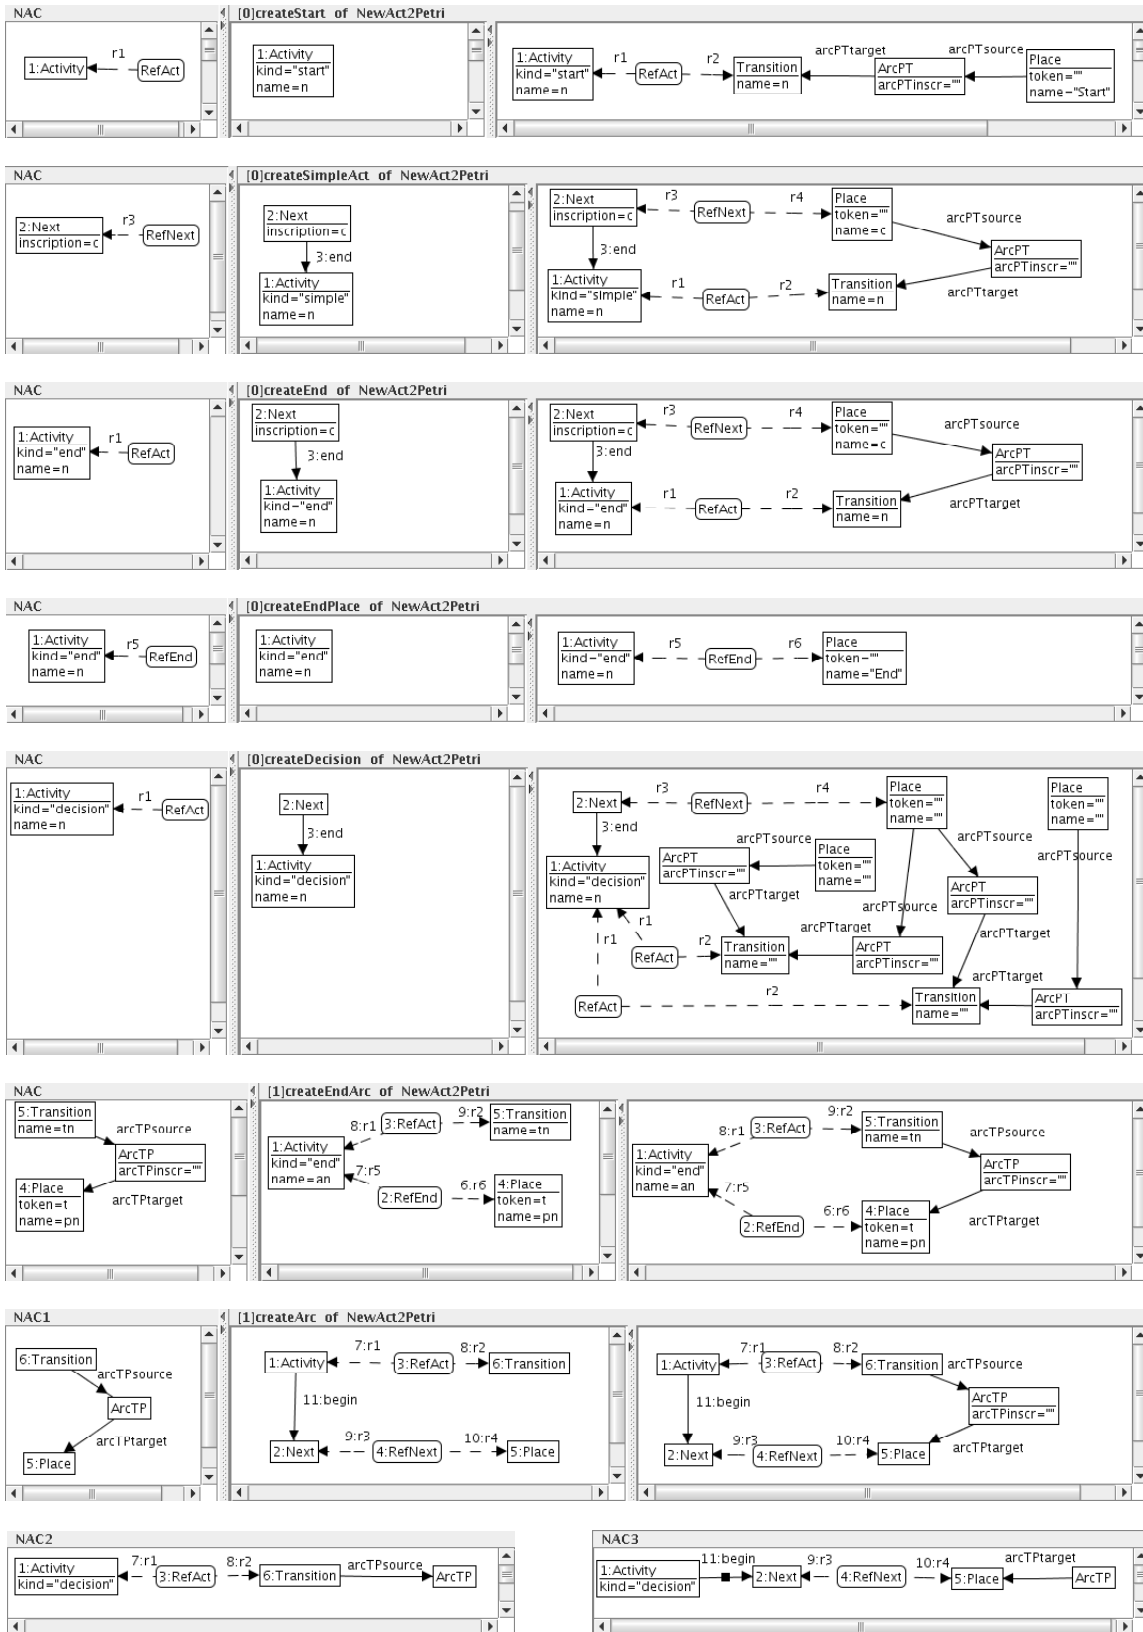 NAC
[0]createStart of NewAct2Petri
1:Activity
r1
RefAct
1:Activity
kind="start"
name=n
1:Activity
kind="start"
name=n
r1
RefAct
r2
Transition
name=n
arcPTtarget
ArcPT
arcPTinscr=""
arcPTsource
Place
token=""
name="Start"
NAC
[0]createSimpleAct of NewAct2Petri
2:Next
inscription=c
r3
RefNext
2:Next
inscription=c
3:end
1:Activity
kind="simple"
name=n
2:Next
inscription=c
r3
RefNext
r4
Place
token=""
name=c
arcPTsource
ArcPT
arcPTinscr=""
3:end
1:Activity
kind="simple"
name=n
r1
RefAct
r2
Transition
name=n
arcPTtarget
NAC
[0]createEnd of NewAct2Petri
1:Activity
kind="end"
name=n
r1
RefAct
2:Next
inscription=c
3:end
1:Activity
kind="end"
name=n
2:Next
inscription=c
r3
RefNext
r4
Place
token=""
name=c
arcPTsource
ArcPT
arcPTinscr=""
3:end
1:Activity
kind="end"
name=n
r1
RefAct
r2
Transition
name=n
arcPTtarget
NAC
[0]createEndPlace of NewAct2Petri
1:Activity
kind="end"
name=n
r5
RefEnd
1:Activity
kind="end"
name=n
1:Activity
kind="end"
name=n
r5
RefEnd
r6
Place
token=""
name="End"
NAC
[0]createDecision of NewAct2Petri
1:Activity
kind="decision"
name=n
r1
RefAct
2:Next
3:end
1:Activity
kind="decision"
name=n
2:Next
r3
RefNext
r4
Place
token=""
name=""
Place
token=""
name=""
3:end
arcPTsource
Place
token=""
name=""
arcPTsource
arcPTsource
1:Activity
kind="decision"
name=n
ArcPT
arcPTinscr=""
arcPTtarget
arcPTsource
ArcPT
arcPTinscr=""
r1
r1
RefAct
r2
Transition
name=""
arcPTtarget
ArcPT
arcPTinscr=""
arcPTtarget
arcPTtarget
RefAct
r2
Transition
name=""
ArcPT
arcPTinscr=""
NAC
[1]createEndArc of NewAct2Petri
5:Transition
name=tn
arcTPsource
ArcTP
arcTPinscr=""
4:Place
token=t
name=pn
arcTPtarget
1:Activity
kind="end"
name=an
8:r1
3:RefAct
9:r2
5:Transition
name=tn
7:r5
2:RefEnd
6:r6
4:Place
token=t
name=pn
1:Activity
kind="end"
name=an
8:r1
3:RefAct
9:r2
5:Transition
name=tn
arcTPsource
ArcTP
arcTPinscr=""
7:r5
2:RefEnd
6:r6
4:Place
token=t
name=pn
arcTPtarget
NAC1
[1]createArc of NewAct2Petri
6:Transition
arcTPsource
ArcTP
arcTPtarget
5:Place
1:Activity
7:r1
3:RefAct
8:r2
6:Transition
11:begin
2:Next
9:r3
4:RefNext
10:r4
5:Place
1:Activity
7:r1
3:RefAct
8:r2
6:Transition
arcTPsource
ArcTP
arcTPinscr=""
11:begin
2:Next
9:r3
4:RefNext
10:r4
5:Place
arcTPtarget
NAC2
1:Activity
kind="decision"
7:r1
3:RefAct
8:r2
6:Transition
arcTPsource
ArcTP
NAC3
1:Activity
kind="decision"
11:begin
2:Next
9:r3
4:RefNext
10:r4
5:Place
arcTPtarget
ArcTP